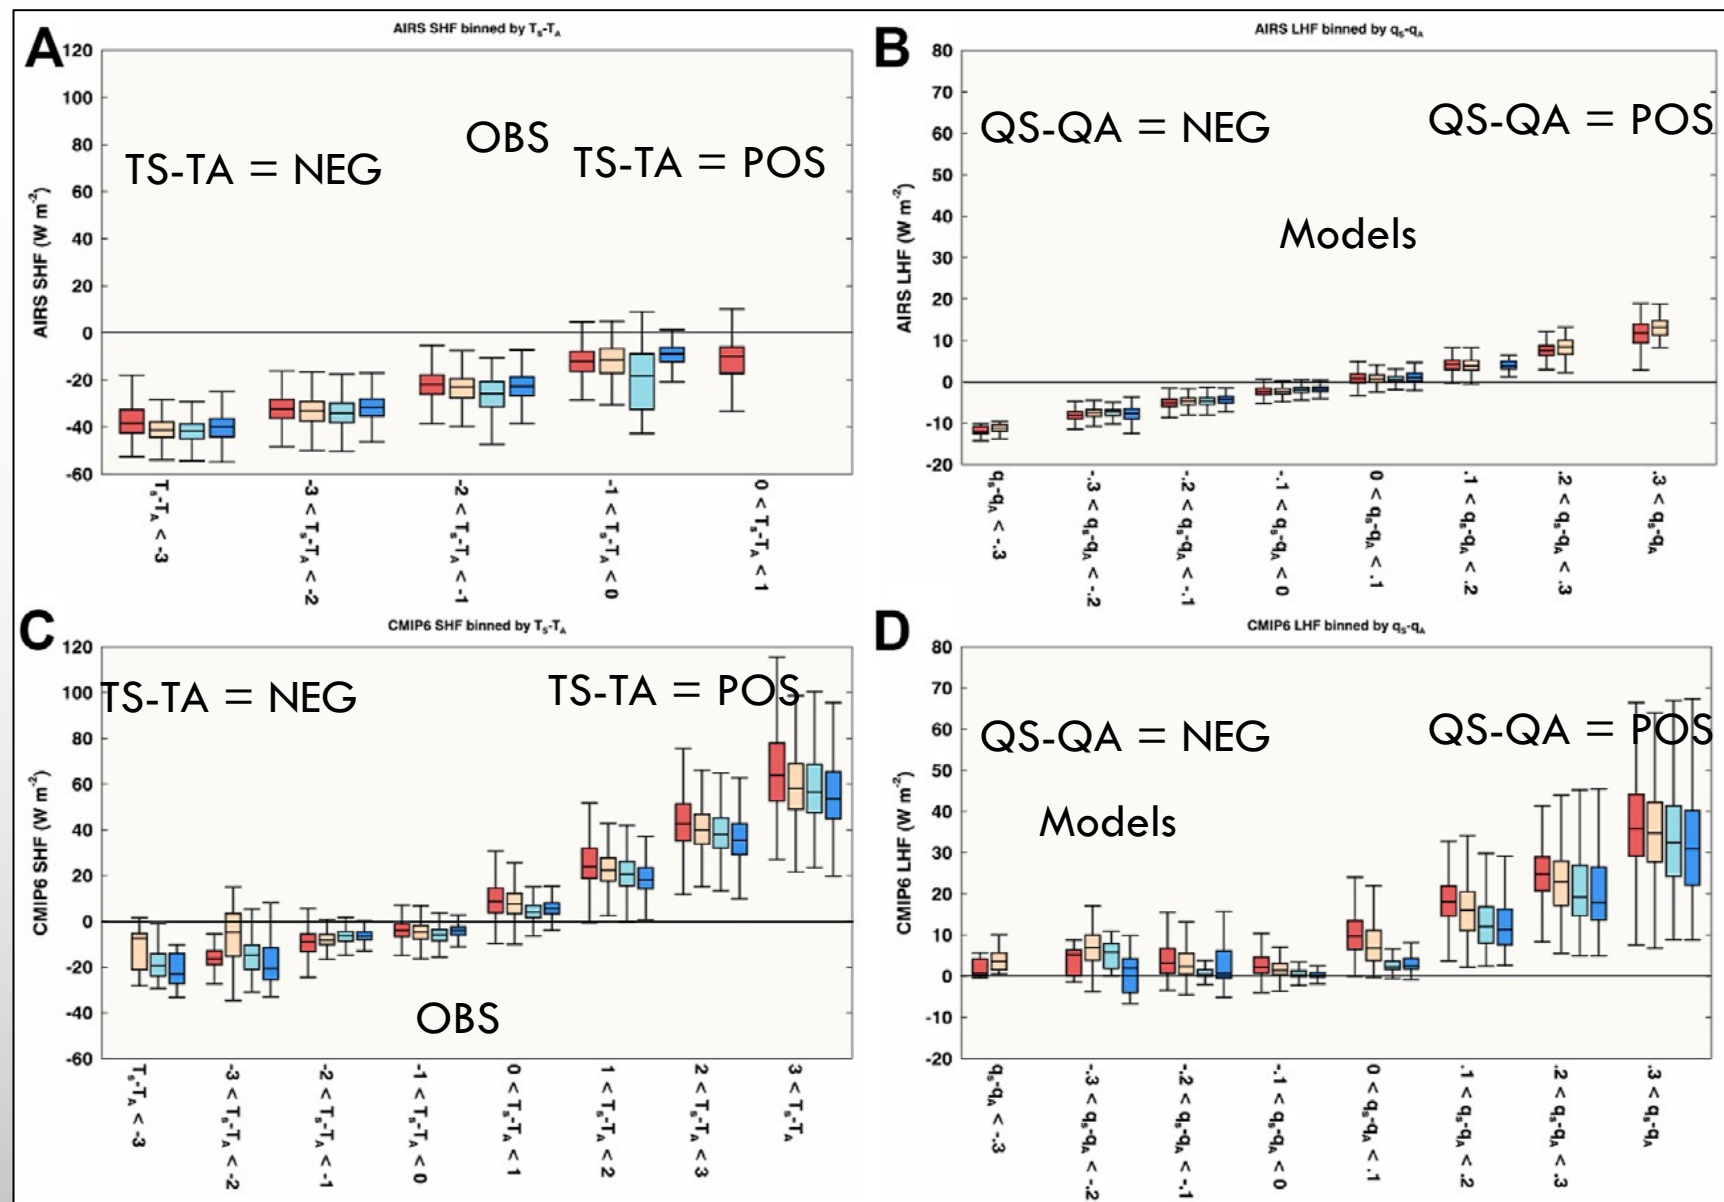 A
AIRS SHF binned by Ts-TA
TS-TA = NEG
OBS
TS-TA = POS
AIRS SHF (W m-2)
120
100
80
60
40
20
0
-20
-40
-60
Ts-TA < -3
-3 < Ts-TA < -2
-2 < Ts-TA < -1
-1 < Ts-TA < 0
0 < Ts-TA < 1
B
AIRS LHF binned by qs-qA
QS-QA = NEG
QS-QA = POS
Models
AIRS LHF (W m-2)
80
70
60
50
40
30
20
10
0
-10
-20
qs-qA < -.3
-.3 < qs-qA < -.2
-.2 < qs-qA < -.1
-.1 < qs-qA < 0
0 < qs-qA < .1
.1 < qs-qA < .2
.2 < qs-qA < .3
.3 < qs-qA
C
CMIP6 SHF binned by Ts-TA
TS-TA = NEG
TS-TA = POS
OBS
CMIP6 SHF (W m-2)
120
100
80
60
40
20
0
-20
-40
-60
Ts-TA < -3
-3 < Ts-TA < -2
-2 < Ts-TA < -1
-1 < Ts-TA < 0
0 < Ts-TA < 1
1 < Ts-TA < 2
2 < Ts-TA < 3
3 < Ts-TA
D
CMIP6 LHF binned by qs-qA
QS-QA = NEG
QS-QA = POS
Models
CMIP6 LHF (W m-2)
80
70
60
50
40
30
20
10
0
-10
-20
qs-qA < -.3
-.3 < qs-qA < -.2
-.2 < qs-qA < -.1
-.1 < qs-qA < 0
0 < qs-qA < .1
.1 < qs-qA < .2
.2 < qs-qA < .3
.3 < qs-qA